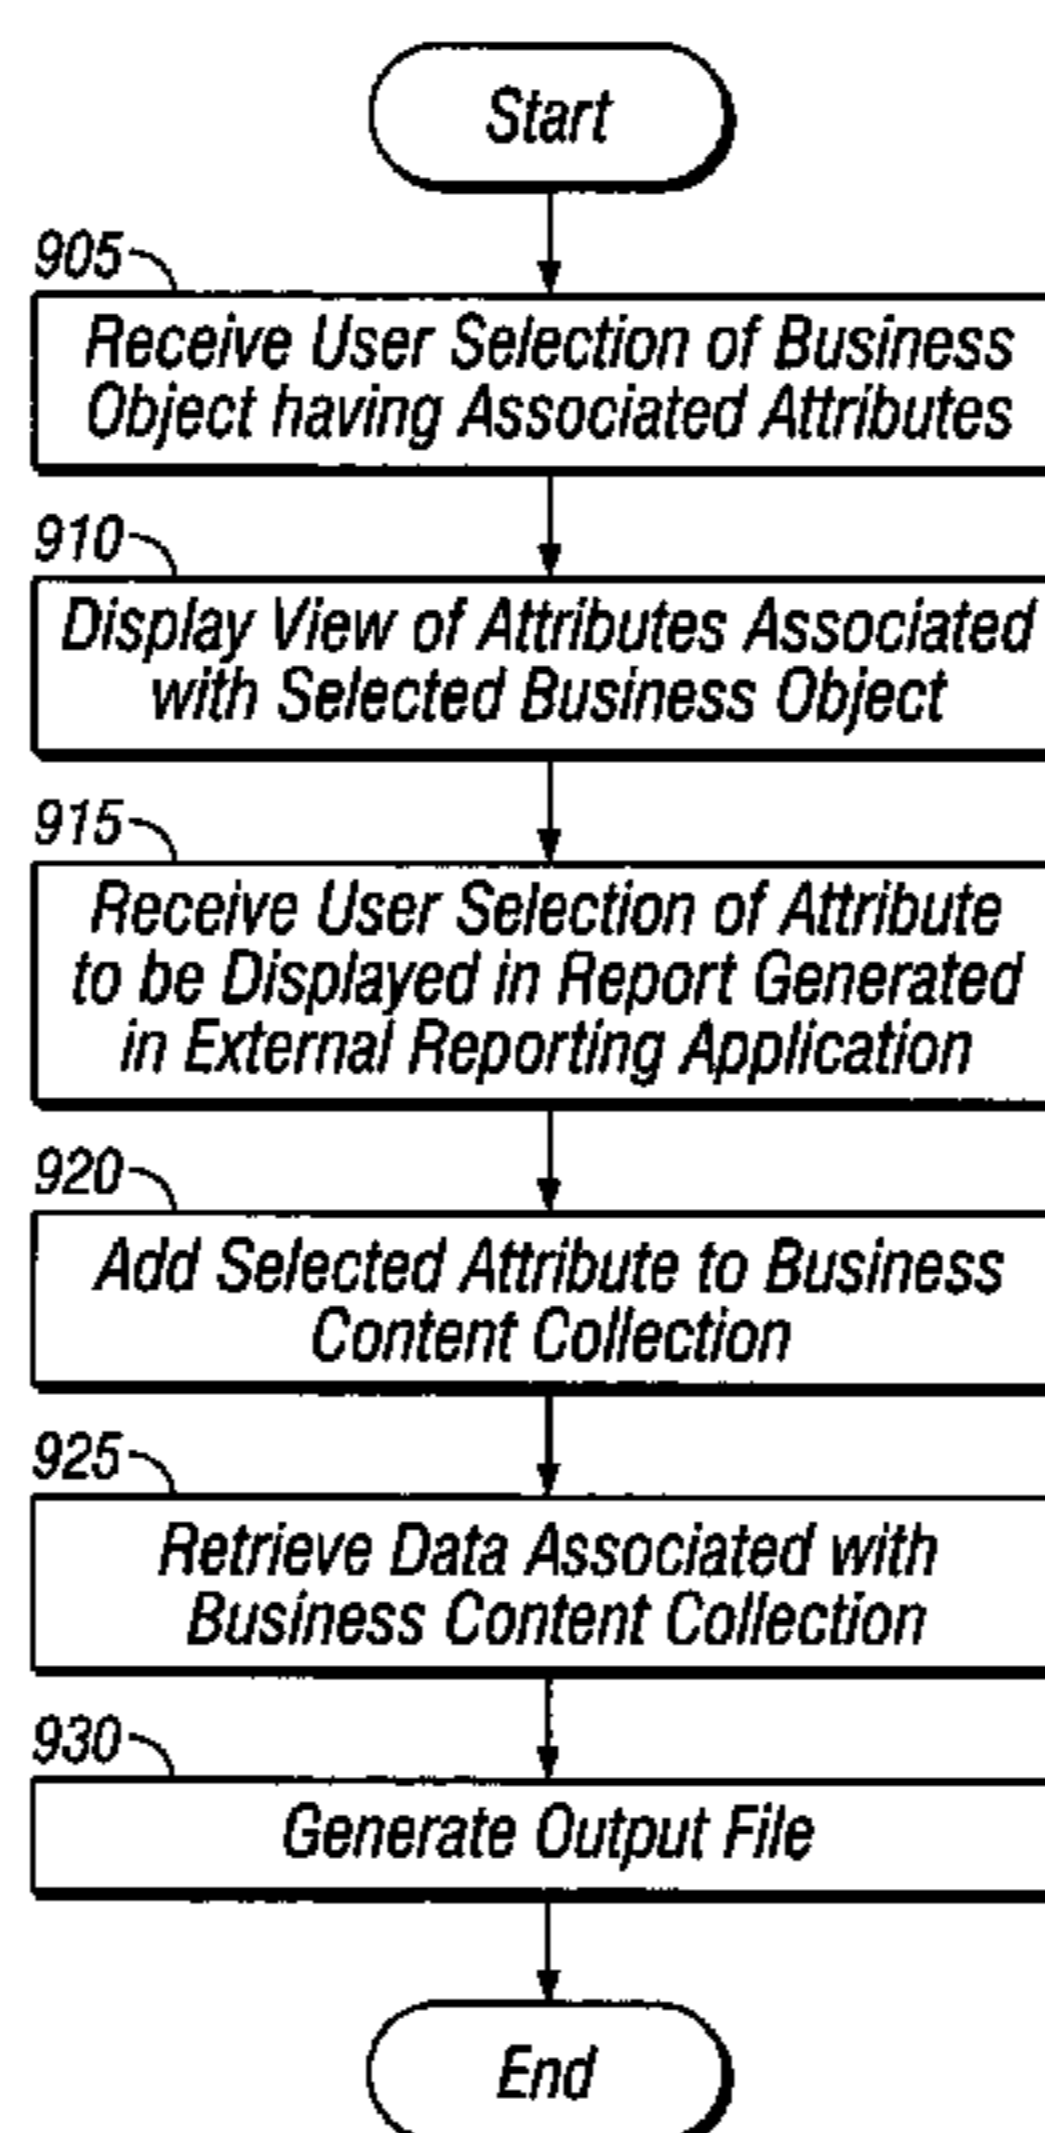 Start
905
Receive User Selection of Business
Object having Associated Attributes
910
Display View of Attributes Associated
with Selected Business Object
915
Receive User Selection of Attribute
to be Displayed in Report Generated
in External Reporting Application
920
Add Selected Attribute to Business
Content Collection
925
Retrieve Data Associated with
Business Content Collection
930
Generate Output File
End